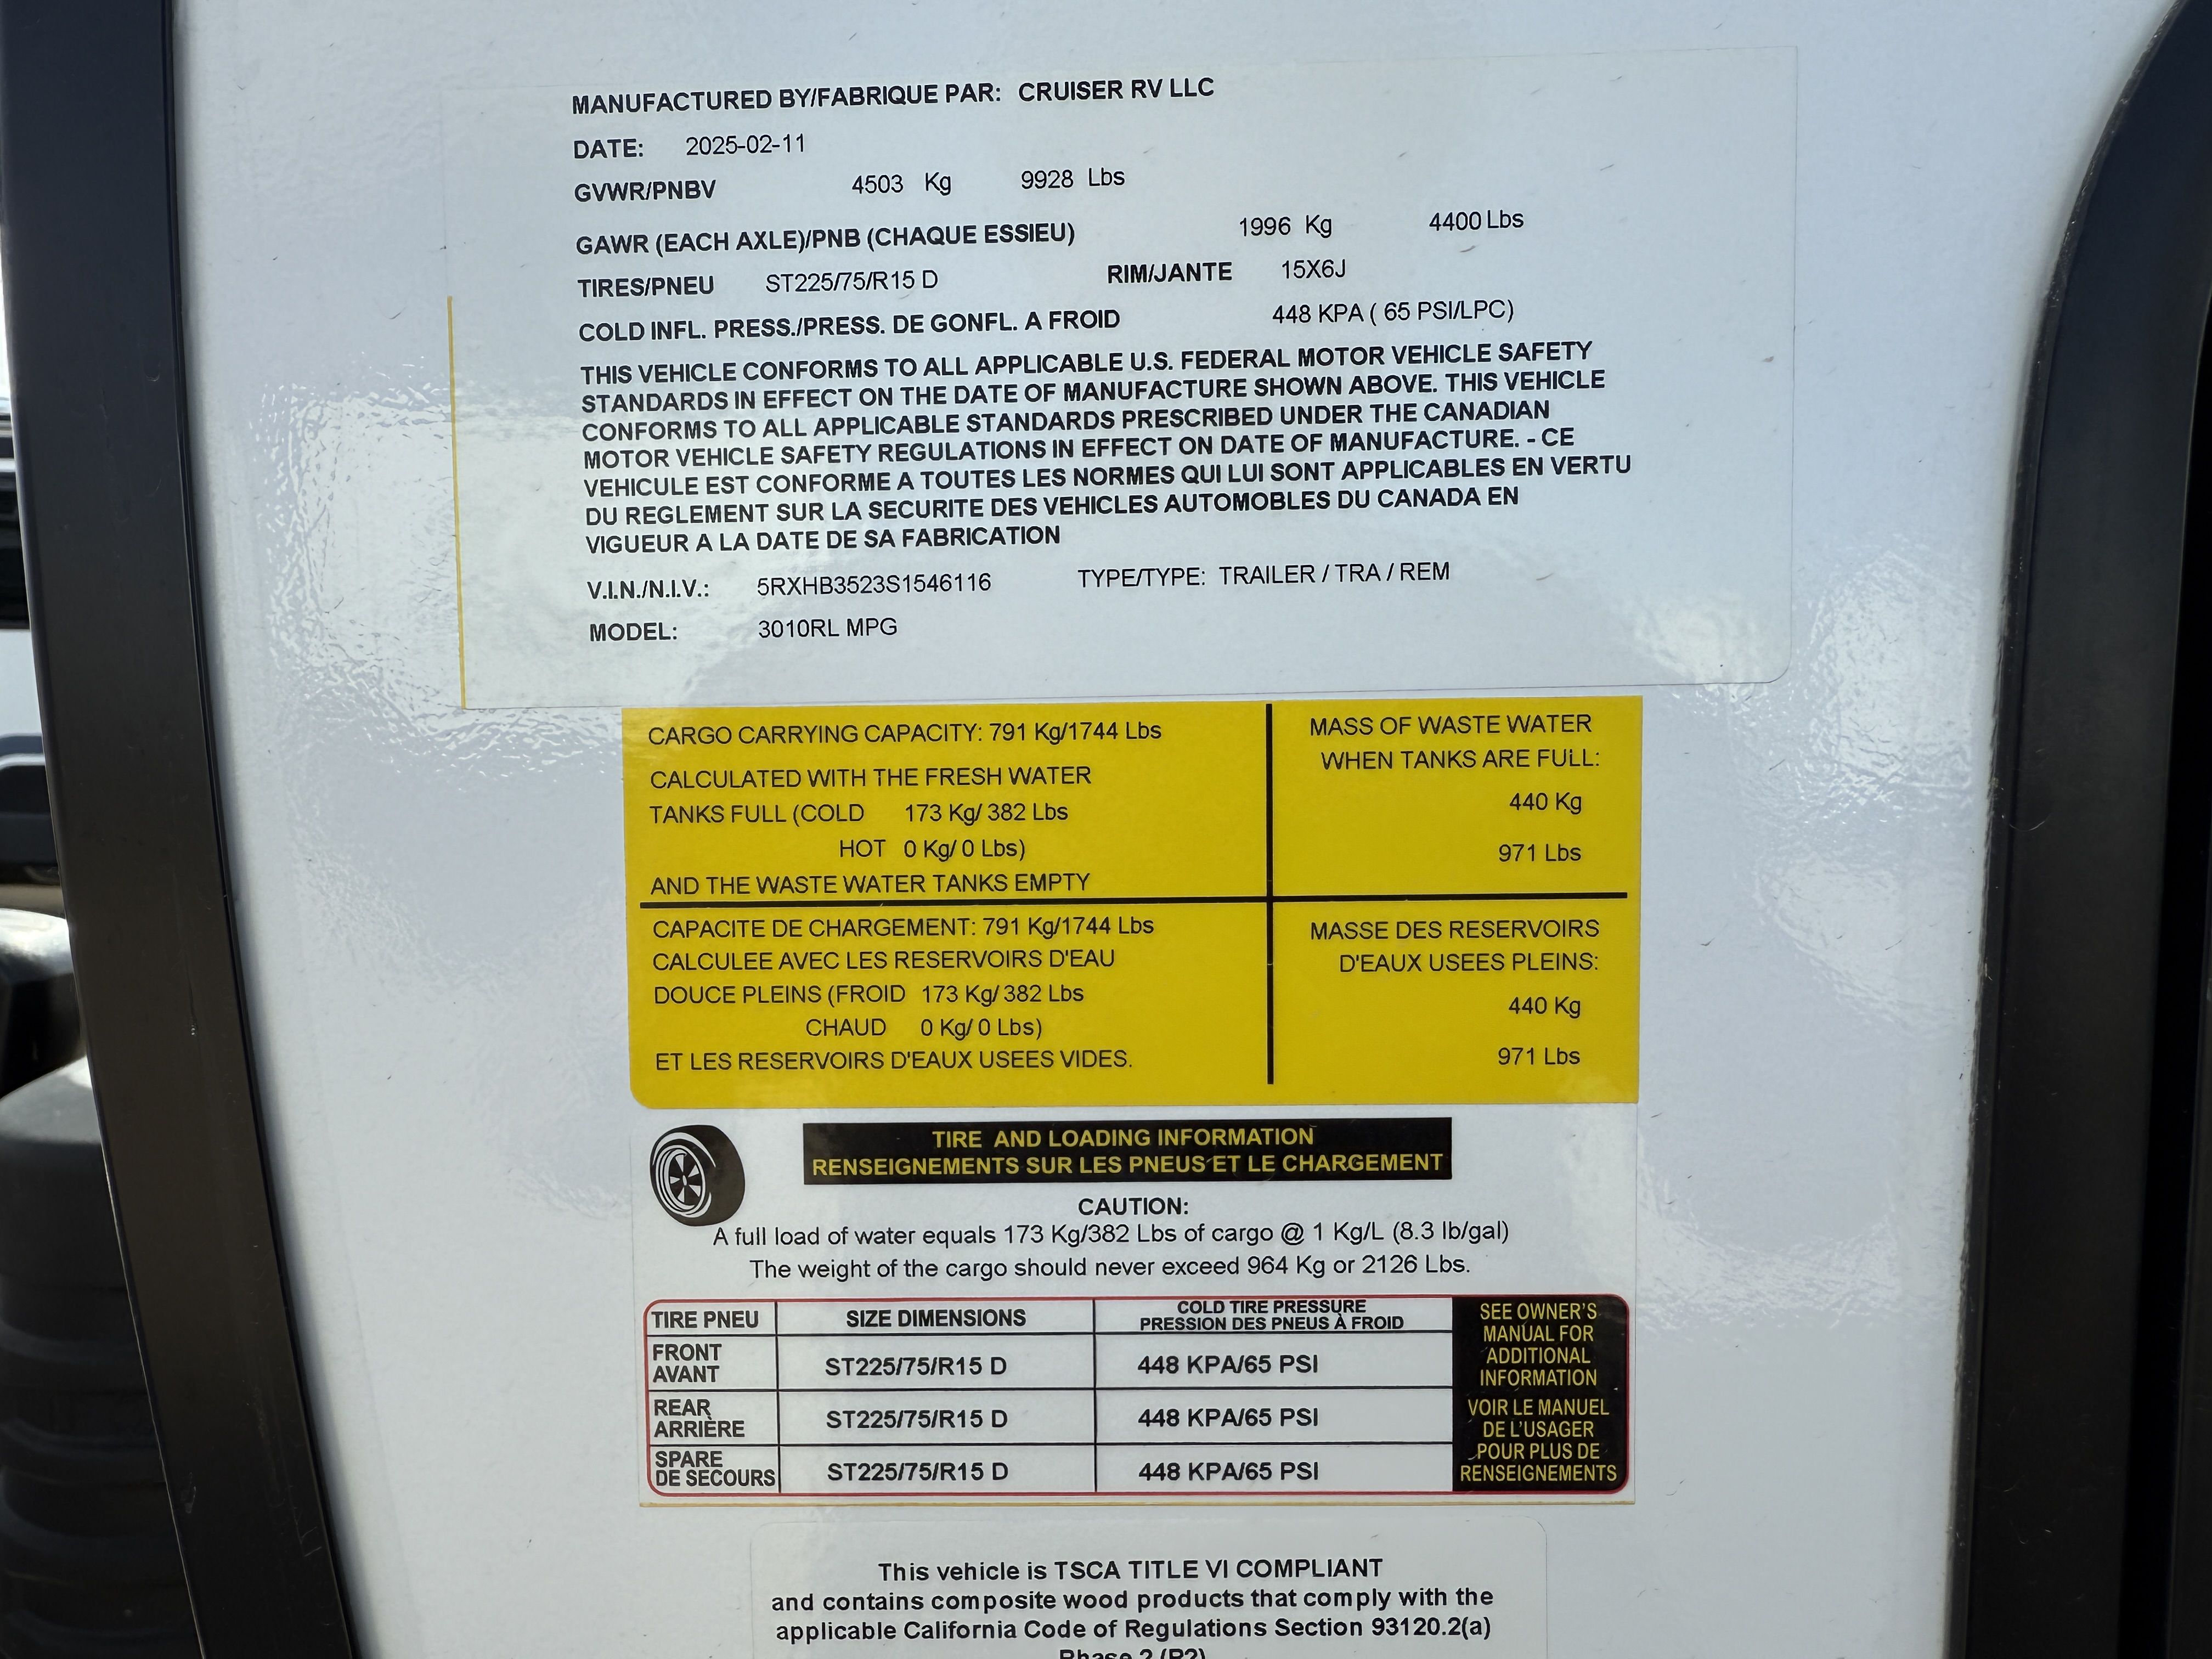 MANUFACTURED BY/FABRIQUE PAR: CRUISER RV LLC
DATE: 2025-02-11
GVWR/PNBV 4503 Kg 9928 Lbs
GAWR (EACH AXLE)/PNB (CHAQUE ESSIEU) 1996 Kg 4400 Lbs
TIRES/PNEU ST225/75/R15 D RIM/JANTE 15X6J
COLD INFL. PRESS./PRESS. DE GONFL. A FROID 448 KPA ( 65 PSI/LPC)
THIS VEHICLE CONFORMS TO ALL APPLICABLE U.S. FEDERAL MOTOR VEHICLE SAFETY
STANDARDS IN EFFECT ON THE DATE OF MANUFACTURE SHOWN ABOVE. THIS VEHICLE
CONFORMS TO ALL APPLICABLE STANDARDS PRESCRIBED UNDER THE CANADIAN
MOTOR VEHICLE SAFETY REGULATIONS IN EFFECT ON DATE OF MANUFACTURE. - CE
VEHICULE EST CONFORME A TOUTES LES NORMES QUI LUI SONT APPLICABLES EN VERTU
DU REGLEMENT SUR LA SECURITE DES VEHICLES AUTOMOBLES DU CANADA EN
VIGUEUR A LA DATE DE SA FABRICATION
V.I.N./N.I.V.: 5RXHB3523S1546116 TYPE/TYPE: TRAILER / TRA / REM
MODEL: 3010RL MPG
CARGO CARRYING CAPACITY: 791 Kg/1744 Lbs
CALCULATED WITH THE FRESH WATER
TANKS FULL (COLD 173 Kg/ 382 Lbs
HOT 0 Kg/ 0 Lbs)
AND THE WASTE WATER TANKS EMPTY
MASS OF WASTE WATER
WHEN TANKS ARE FULL:
440 Kg
971 Lbs
CAPACITE DE CHARGEMENT: 791 Kg/1744 Lbs
CALCULEE AVEC LES RESERVOIRS D'EAU
DOUCE PLEINS (FROID 173 Kg/ 382 Lbs
CHAUD 0 Kg/ 0 Lbs)
ET LES RESERVOIRS D'EAUX USEES VIDES.
MASSE DES RESERVOIRS
D'EAUX USEES PLEINS:
440 Kg
971 Lbs
TIRE AND LOADING INFORMATION
RENSEIGNEMENTS SUR LES PNEUS ET LE CHARGEMENT
CAUTION:
A full load of water equals 173 Kg/382 Lbs of cargo @ 1 Kg/L (8.3 lb/gal)
The weight of the cargo should never exceed 964 Kg or 2126 Lbs.
TIRE PNEU SIZE DIMENSIONS COLD TIRE PRESSURE
PRESSION DES PNEUS À FROID
FRONT
AVANT ST225/75/R15 D 448 KPA/65 PSI
REAR
ARRIÈRE ST225/75/R15 D 448 KPA/65 PSI
SPARE
DE SECOURS ST225/75/R15 D 448 KPA/65 PSI
SEE OWNER'S
MANUAL FOR
ADDITIONAL
INFORMATION
VOIR LE MANUEL
DE L'USAGER
POUR PLUS DE
RENSEIGNEMENTS
This vehicle is TSCA TITLE VI COMPLIANT
and contains composite wood products that comply with the
applicable California Code of Regulations Section 93120.2(a)
Phase 2 (P2)